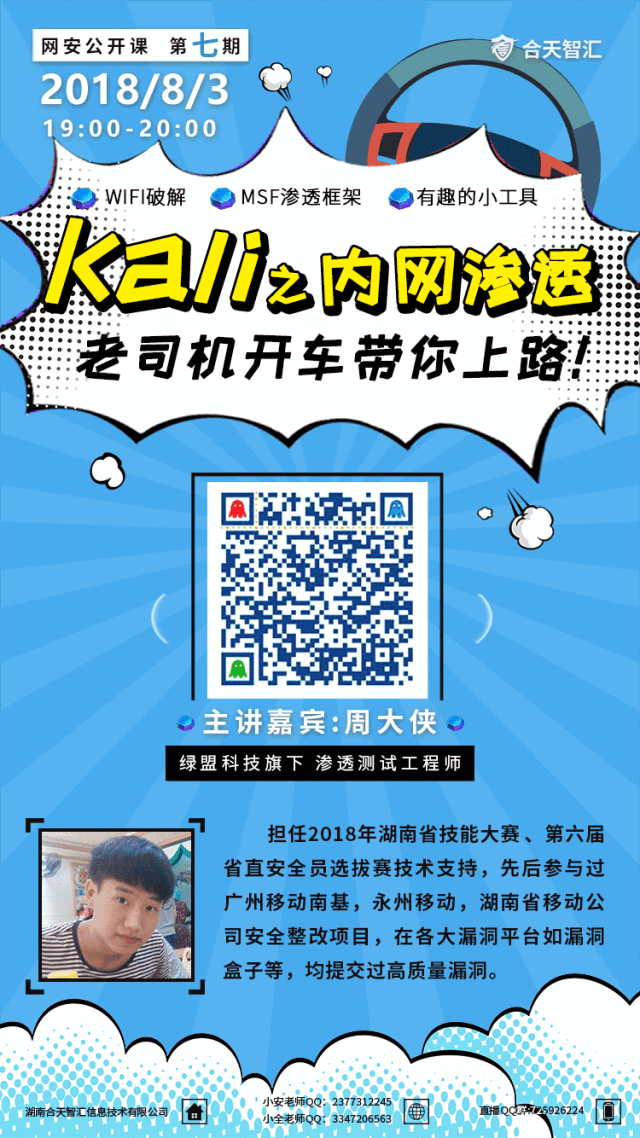 网安公开课 第七期
合天智汇
2018/8/3
19:00-20:00
WIFI破解 MSF渗透框架 有趣的小工具
Kali之内网渗透
老司机开车带你上路!
主讲嘉宾:周大侠
绿盟科技旗下 渗透测试工程师
担任2018年湖南省技能大赛、第六届
省直安全员选拔赛技术支持，先后参与过
广州移动南基，永州移动，湖南省移动公
司安全整改项目，在各大漏洞平台如漏洞
盒子等，均提交过高质量漏洞。
湖南合天智汇信息技术有限公司
小安老师QQ：2377312245
小全老师QQ：3347206563
直播QQ
725926224